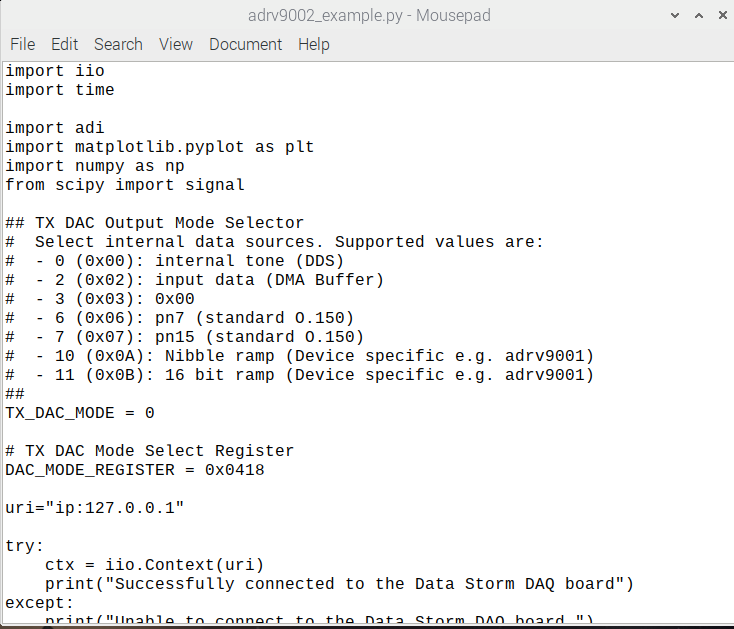 adrv9002_example.py - Mousepad
File Edit Search View Document Help
import iio
import time

import adi
import matplotlib.pyplot as plt
import numpy as np
from scipy import signal

## TX DAC Output Mode Selector
#  Select internal data sources. Supported values are:
#  - 0 (0x00): internal tone (DDS)
#  - 2 (0x02): input data (DMA Buffer)
#  - 3 (0x03): 0x00
#  - 6 (0x06): pn7 (standard O.150)
#  - 7 (0x07): pn15 (standard O.150)
#  - 10 (0x0A): Nibble ramp (Device specific e.g. adrv9001)
#  - 11 (0x0B): 16 bit ramp (Device specific e.g. adrv9001)
##
TX_DAC_MODE = 0

# TX DAC Mode Select Register
DAC_MODE_REGISTER = 0x0418

uri="ip:127.0.0.1"

try:
    ctx = iio.Context(uri)
    print("Successfully connected to the Data Storm DAQ board")
except:
    print("Unable to connect to the Data Storm DAQ board.")